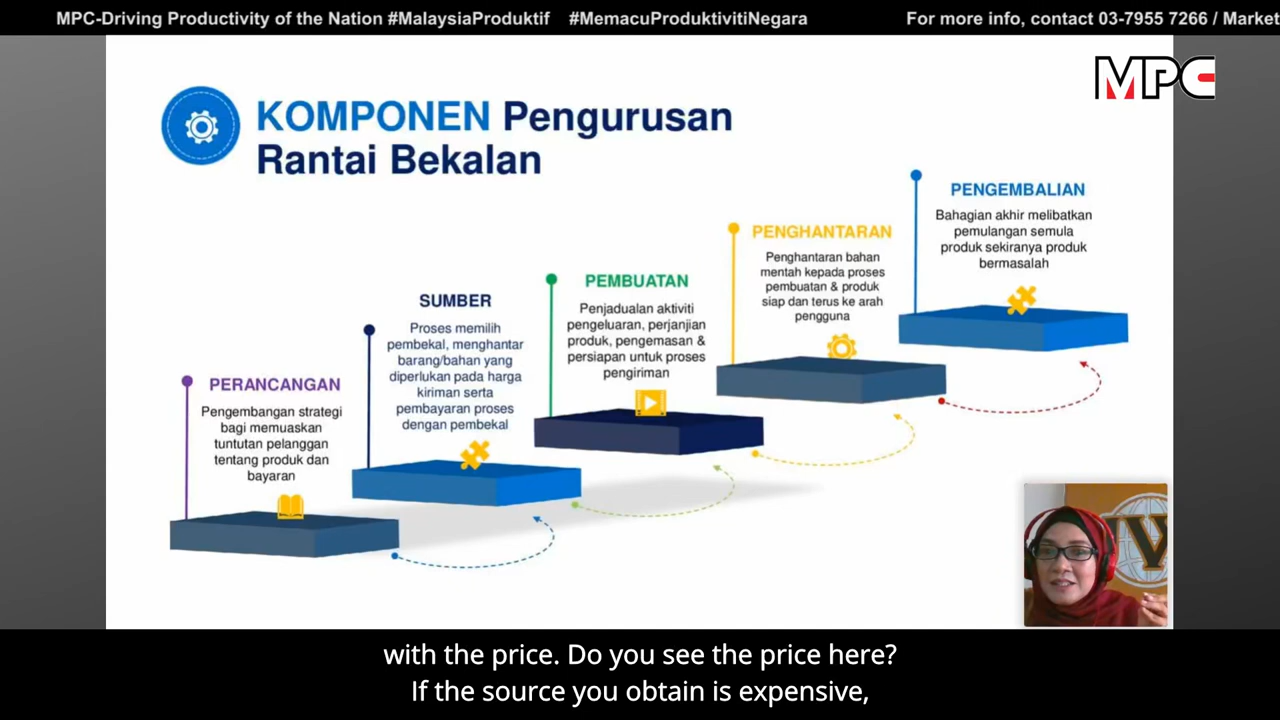 MPC-Driving Productivity of the Nation #MalaysiaProduktif #MemacuProduktivitiNegara For more info, contact 03-7955 7266 / Market
MPC
KOMPONEN Pengurusan
Rantai Bekalan
PERANCANGAN
Pengembangan strategi
bagi memuaskan
tuntutan pelanggan
tentang produk dan
bayaran
SUMBER
Proses memilih
pembekal, menghantar
barang/bahan yang
diperlukan pada harga
kiriman serta
pembayaran proses
dengan pembekal
PEMBUATAN
Penjadualan aktiviti
pengeluaran, perjanjian
produk, pengemasan &
persiapan untuk proses
pengiriman
PENGHANTARAN
Penghantaran bahan
mentah kepada proses
pembuatan & produk
siap dan terus ke arah
pengguna
PENGEMBALIAN
Bahagian akhir melibatkan
pemulangan semula
produk sekiranya produk
bermasalah
with the price. Do you see the price here?
If the source you obtain is expensive,